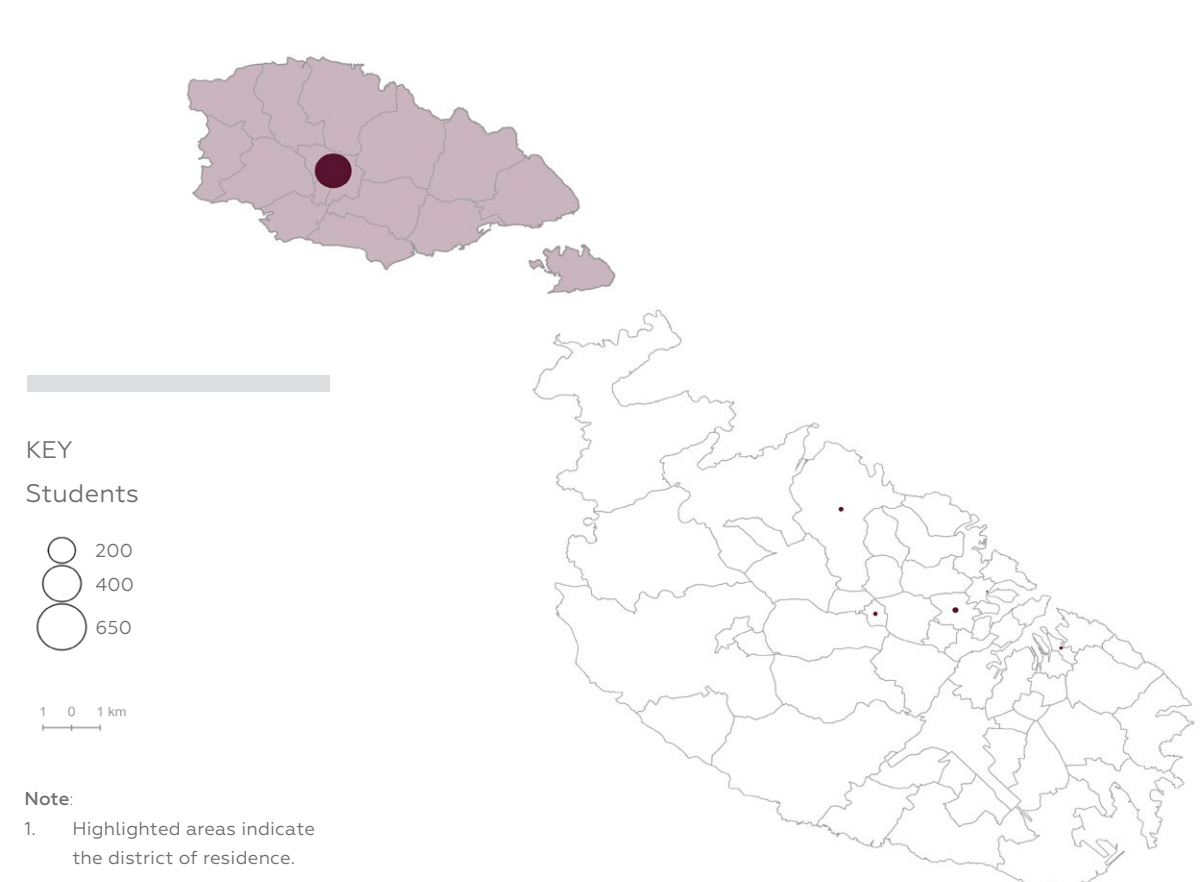 KEY
Students
200
400
650
1 0 1 km
Note:
1. Highlighted areas indicate
the district of residence.